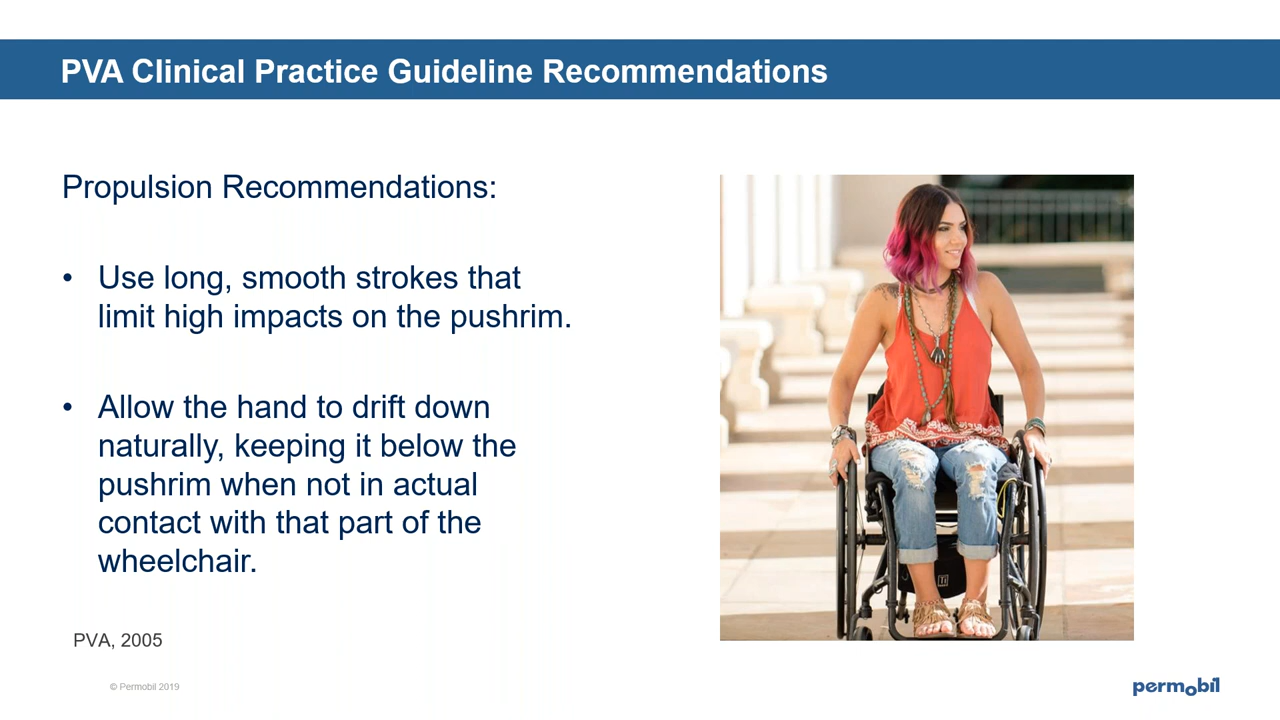 PVA Clinical Practice Guideline Recommendations
Propulsion Recommendations:
• Use long, smooth strokes that
limit high impacts on the pushrim.
• Allow the hand to drift down
naturally, keeping it below the
pushrim when not in actual
contact with that part of the
wheelchair.
PVA, 2005
© Permobil 2019
permobil
Ti